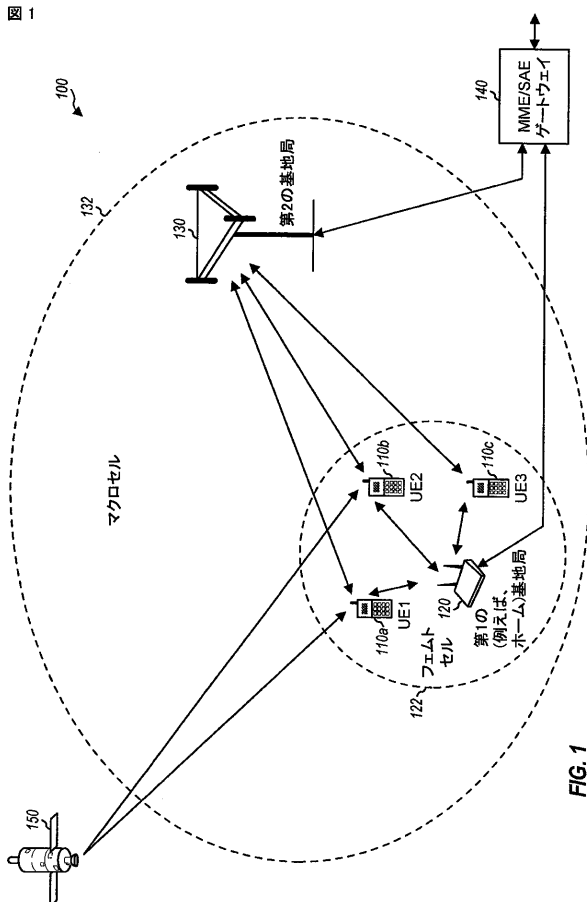 図 1
100
132
マクロセル
130
第2の基地局
140
MME/SAE
ゲートウェイ
150
110a
UE1
110b
UE2
110c
UE3
120
第1の
(例えば、
ホーム)基地局
フェムト
セル
122
FIG. 1